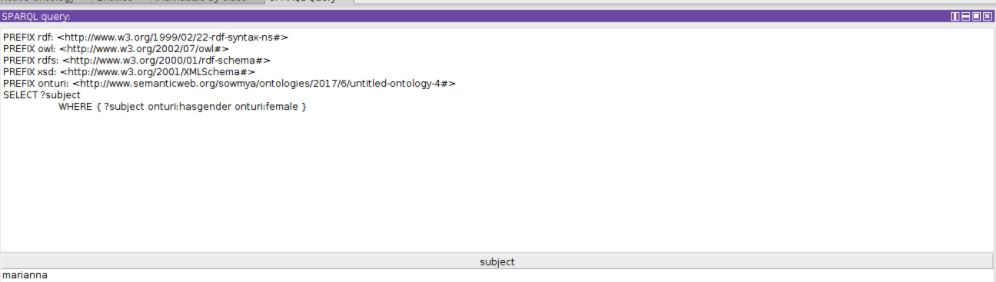 SPARQL query:
PREFIX rdf: <http://www.w3.org/1999/02/22-rdf-syntax-ns#>
PREFIX owl: <http://www.w3.org/2002/07/owl#>
PREFIX rdfs: <http://www.w3.org/2000/01/rdf-schema#>
PREFIX xsd: <http://www.w3.org/2001/XMLSchema#>
PREFIX onturi: <http://www.semanticweb.org/sowmya/ontologies/2017/6/untitled-ontology-4#>
SELECT ?subject
WHERE { ?subject onturi:hasgender onturi:female }
subject
marianna